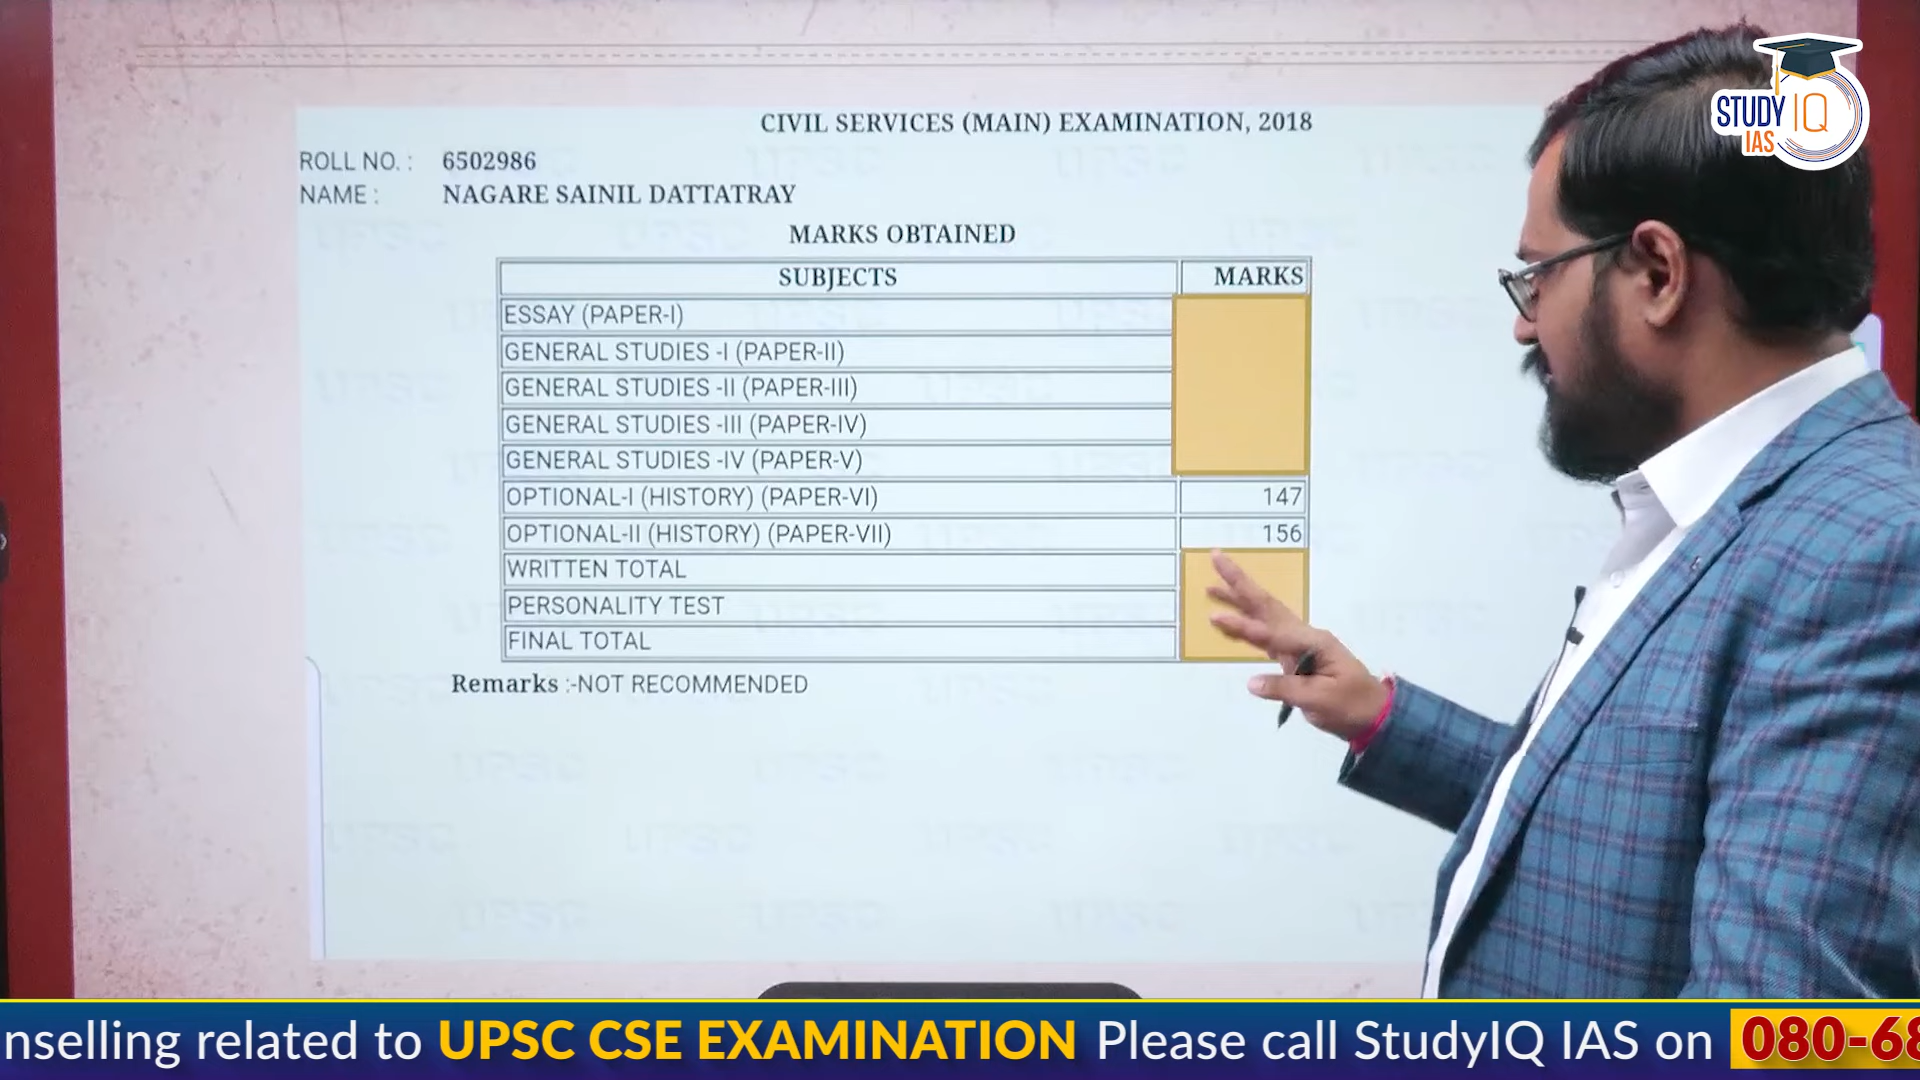 STUDY IQ
IAS
CIVIL SERVICES (MAIN) EXAMINATION, 2018
ROLL NO. : 6502986
NAME : NAGARE SAINIL DATTATRAY
MARKS OBTAINED
SUBJECTS MARKS
ESSAY (PAPER-I)
GENERAL STUDIES -I (PAPER-II)
GENERAL STUDIES -II (PAPER-III)
GENERAL STUDIES -III (PAPER-IV)
GENERAL STUDIES -IV (PAPER-V)
OPTIONAL-I (HISTORY) (PAPER-VI) 147
OPTIONAL-II (HISTORY) (PAPER-VII) 156
WRITTEN TOTAL
PERSONALITY TEST
FINAL TOTAL
Remarks :-NOT RECOMMENDED
nselling related to UPSC CSE EXAMINATION Please call StudyIQ IAS on 080-68